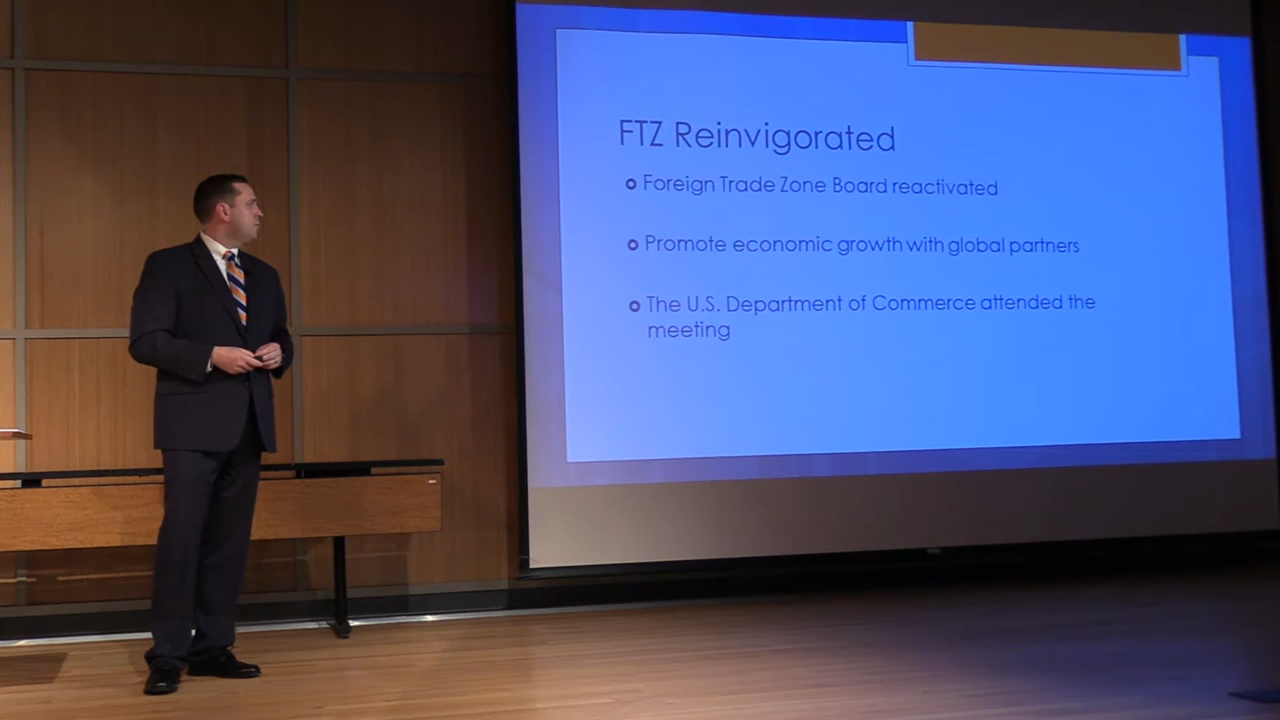 FTZ Reinvigorated
Foreign Trade Zone Board reactivated
Promote economic growth with global partners
The U.S. Department of Commerce attended the
meeting